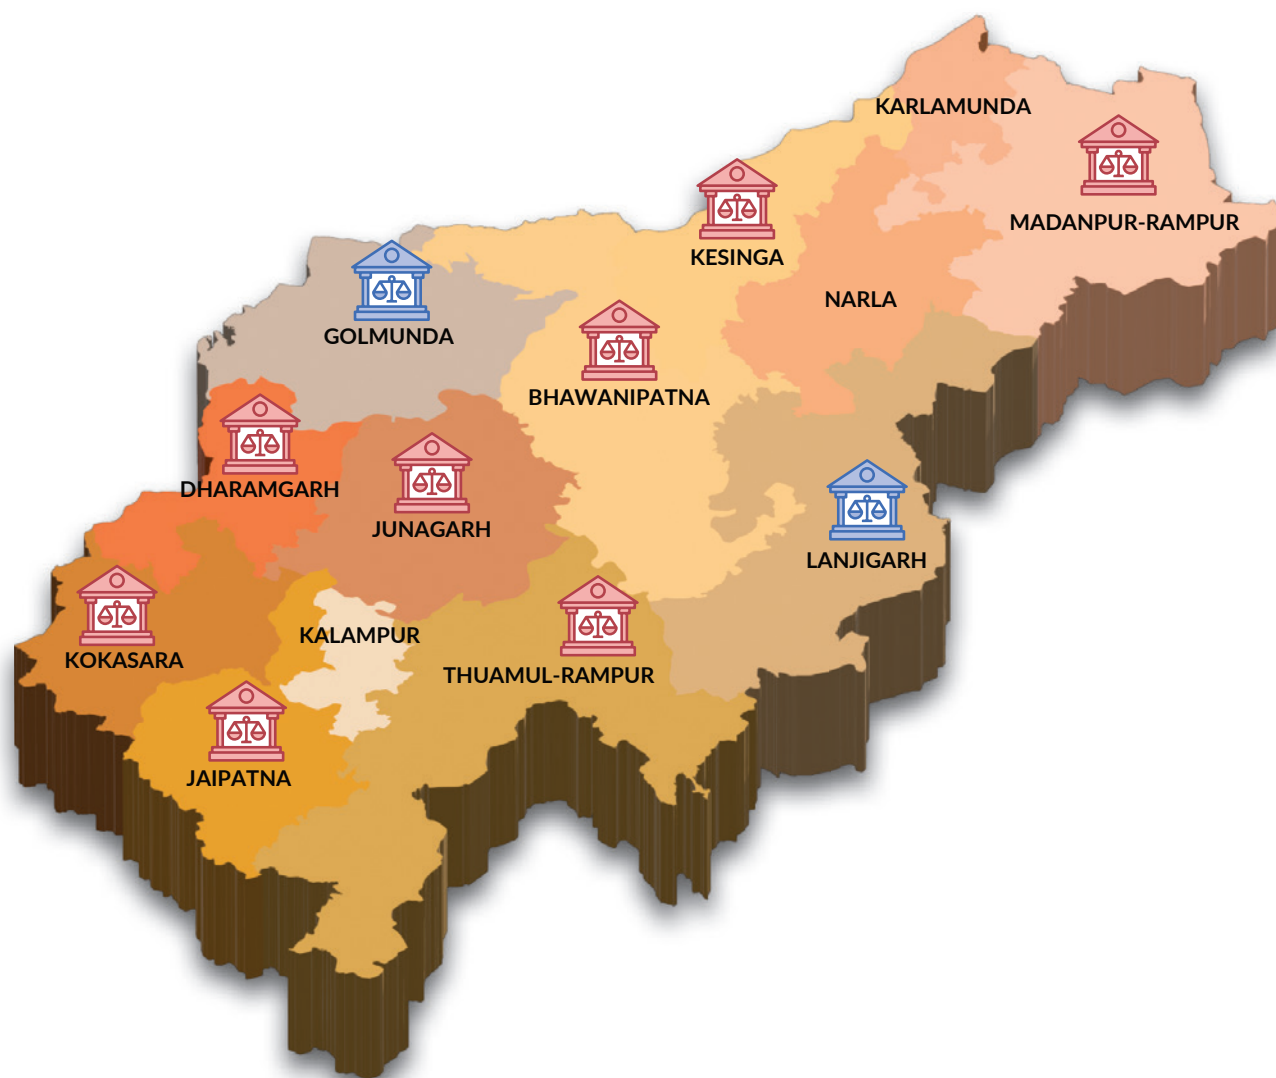 KARLAMUNDA
MADANPUR-RAMPUR
KESINGA
NARLA
GOLMUNDA
BHAWANIPATNA
DHARAMGARH
JUNAGARH
LANJIGARH
KALAMPUR
KOKASARA
THUAMUL-RAMPUR
JAIPATNA